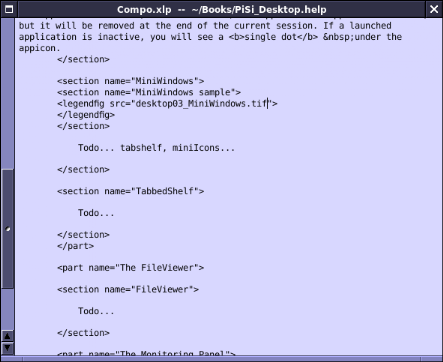 Compo.xlp -- ~/Books/PiSi_Desktop.help
but it will be removed at the end of the current session. If a launched
application is inactive, you will see a <b>single dot</b> &nbsp;under the
appicon.
</section>
<section name="MiniWindows">
<section name="MiniWindows sample">
<legendfig src="desktop03_MiniWindows.tif">
</legendfig>
</section>
Todo... tabshelf, miniIcons...
</section>
<section name="TabbedShelf">
Todo...
</section>
</part>
<part name="The FileViewer">
<section name="FileViewer">
Todo...
</section>
<part name="The Monitoring Panel">